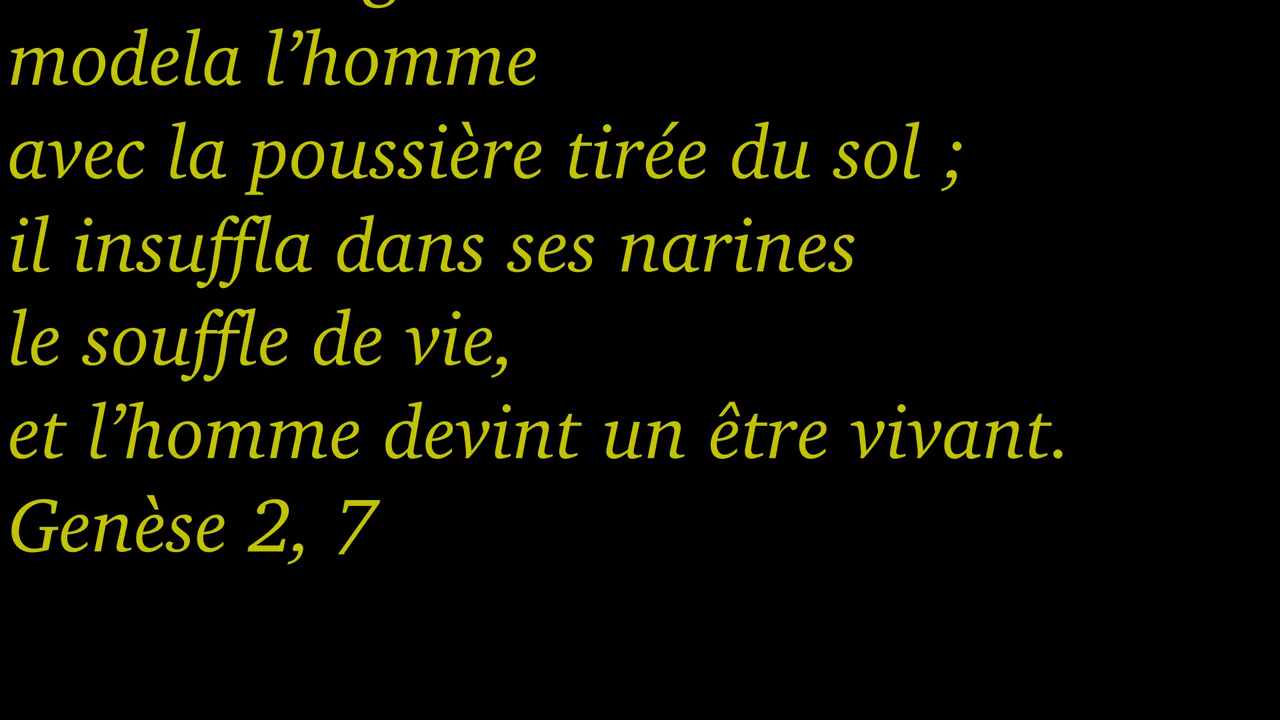 modela l’homme
avec la poussière tirée du sol ;
il insuffla dans ses narines
le souffle de vie,
et l’homme devint un être vivant.
Genèse 2, 7